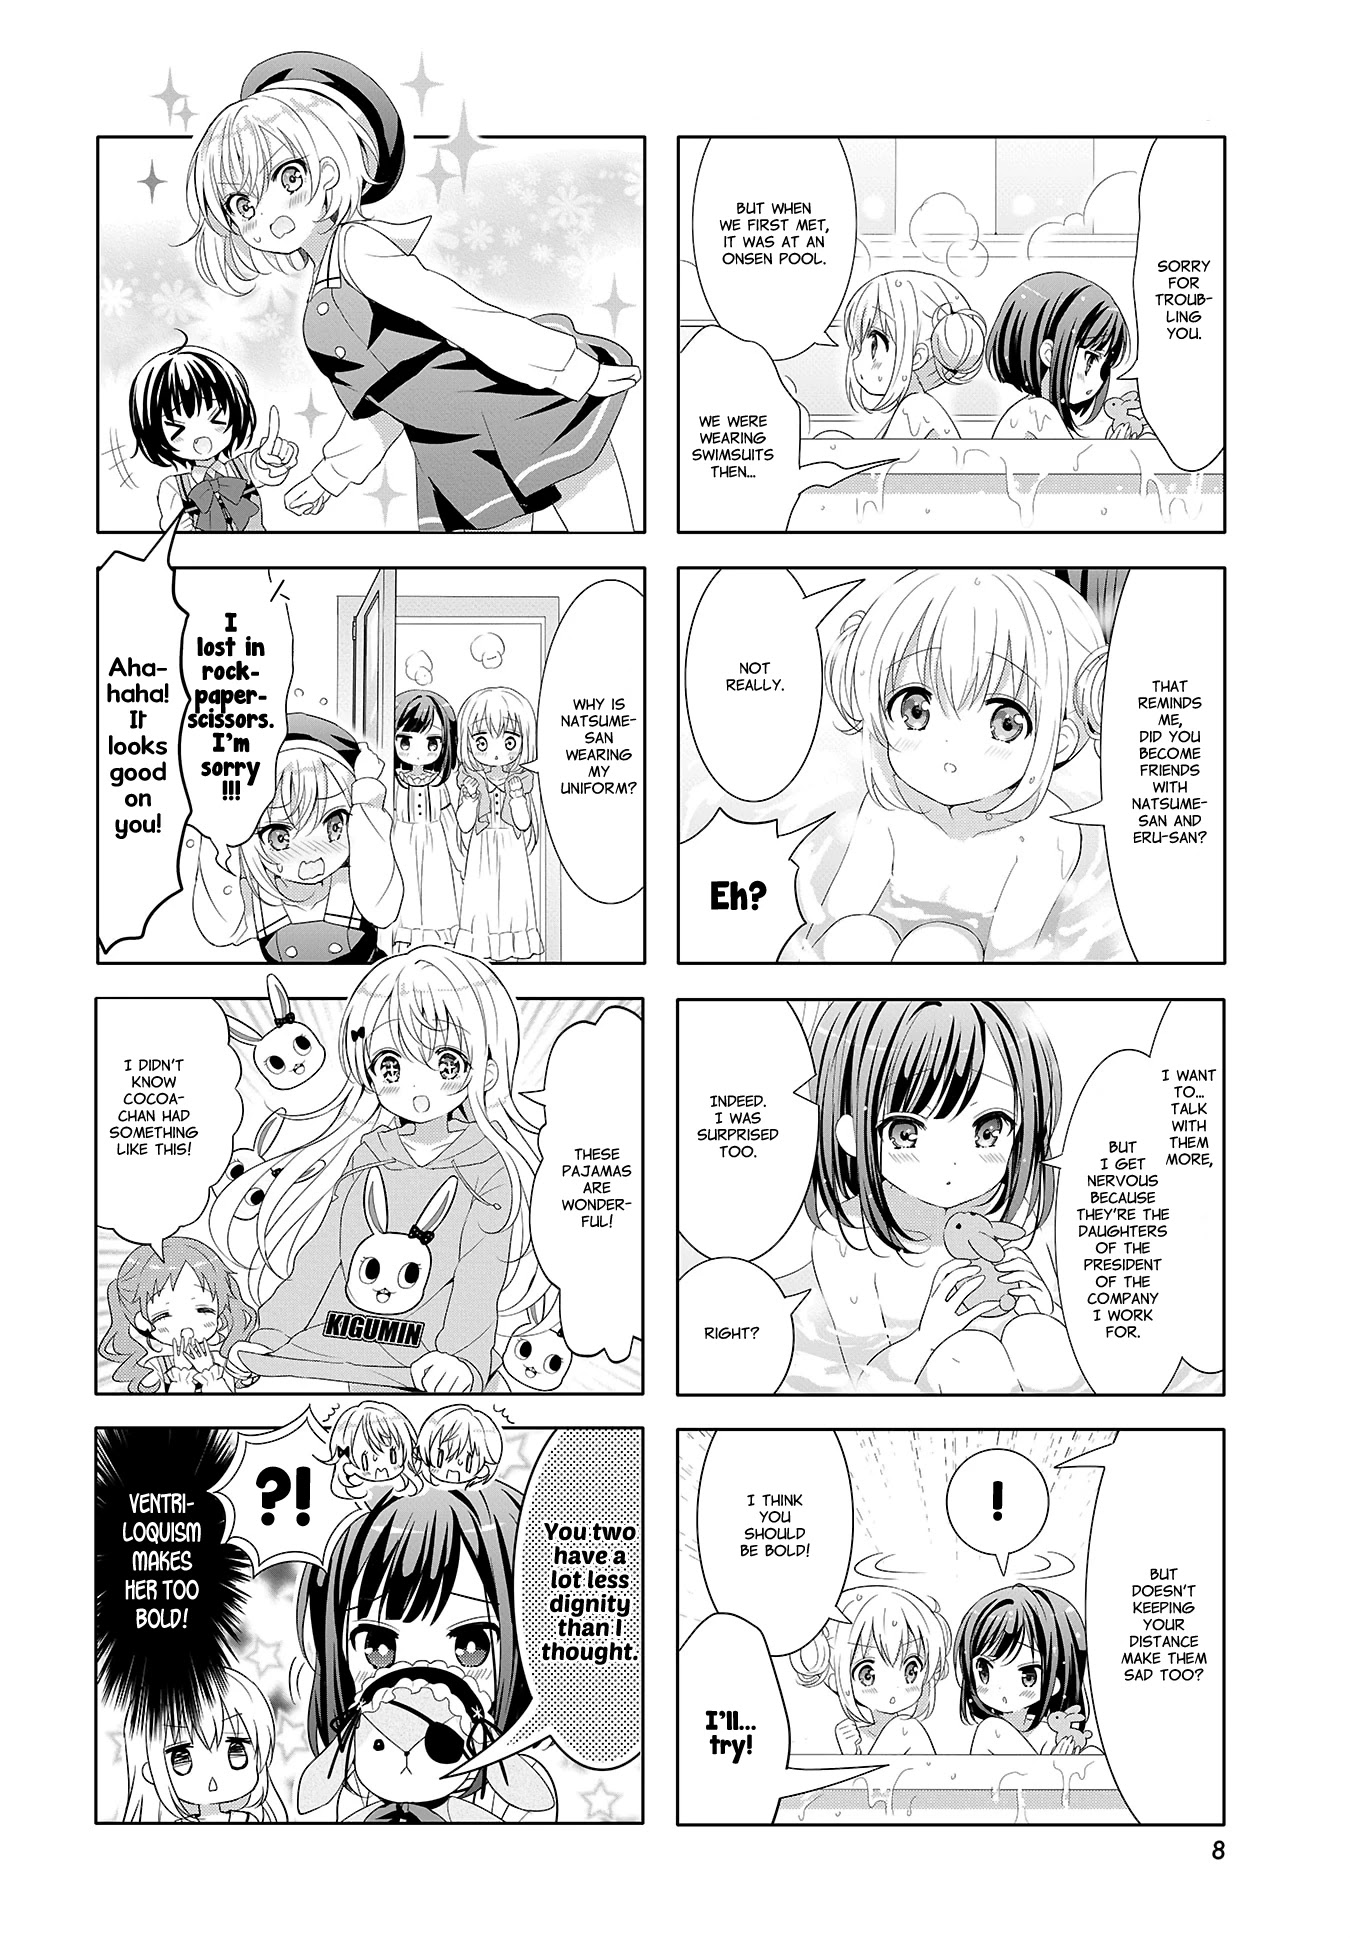 SORRY
FOR
TROUB-
LING
YOU.
BUT WHEN
WE FIRST MET,
IT WAS AT AN
ONSEN POOL.
WE WERE
WEARING
SWIMSUITS
THEN...
THAT
REMINDS
ME,
DID YOU
BECOME
FRIENDS
WITH
NATSUME-
SAN AND
ERU-SAN?
NOT
REALLY.
Eh?
I WANT
TO...
TALK
WITH
THEM
MORE,
BUT
I GET
NERVOUS
BECAUSE
THEY'RE THE
DAUGHTERS
OF THE
PRESIDENT
OF THE
COMPANY
I WORK
FOR.
INDEED.
I WAS
SURPRISED
TOO.
RIGHT?
BUT
DOESN'T
KEEPING
YOUR
DISTANCE
MAKE THEM
SAD TOO?
!
I THINK
YOU
SHOULD
BE BOLD!
I'll...
try!
WHY IS
NATSUME-
SAN
WEARING
MY
UNIFORM?
I
lost in
rock-
paper-
scissors.
I'm
sorry
!!!
Aha-
haha!
It
looks
good
on
you!
THESE
PAJAMAS
ARE
WONDER-
FUL!
I DIDN'T
KNOW
COCOA-
CHAN HAD
SOMETHING
LIKE THIS!
KIGUMIN
You two
have a
lot less
dignity
than I
thought.
?!
VENTRI-
LOQUISM
MAKES
HER TOO
BOLD!
8